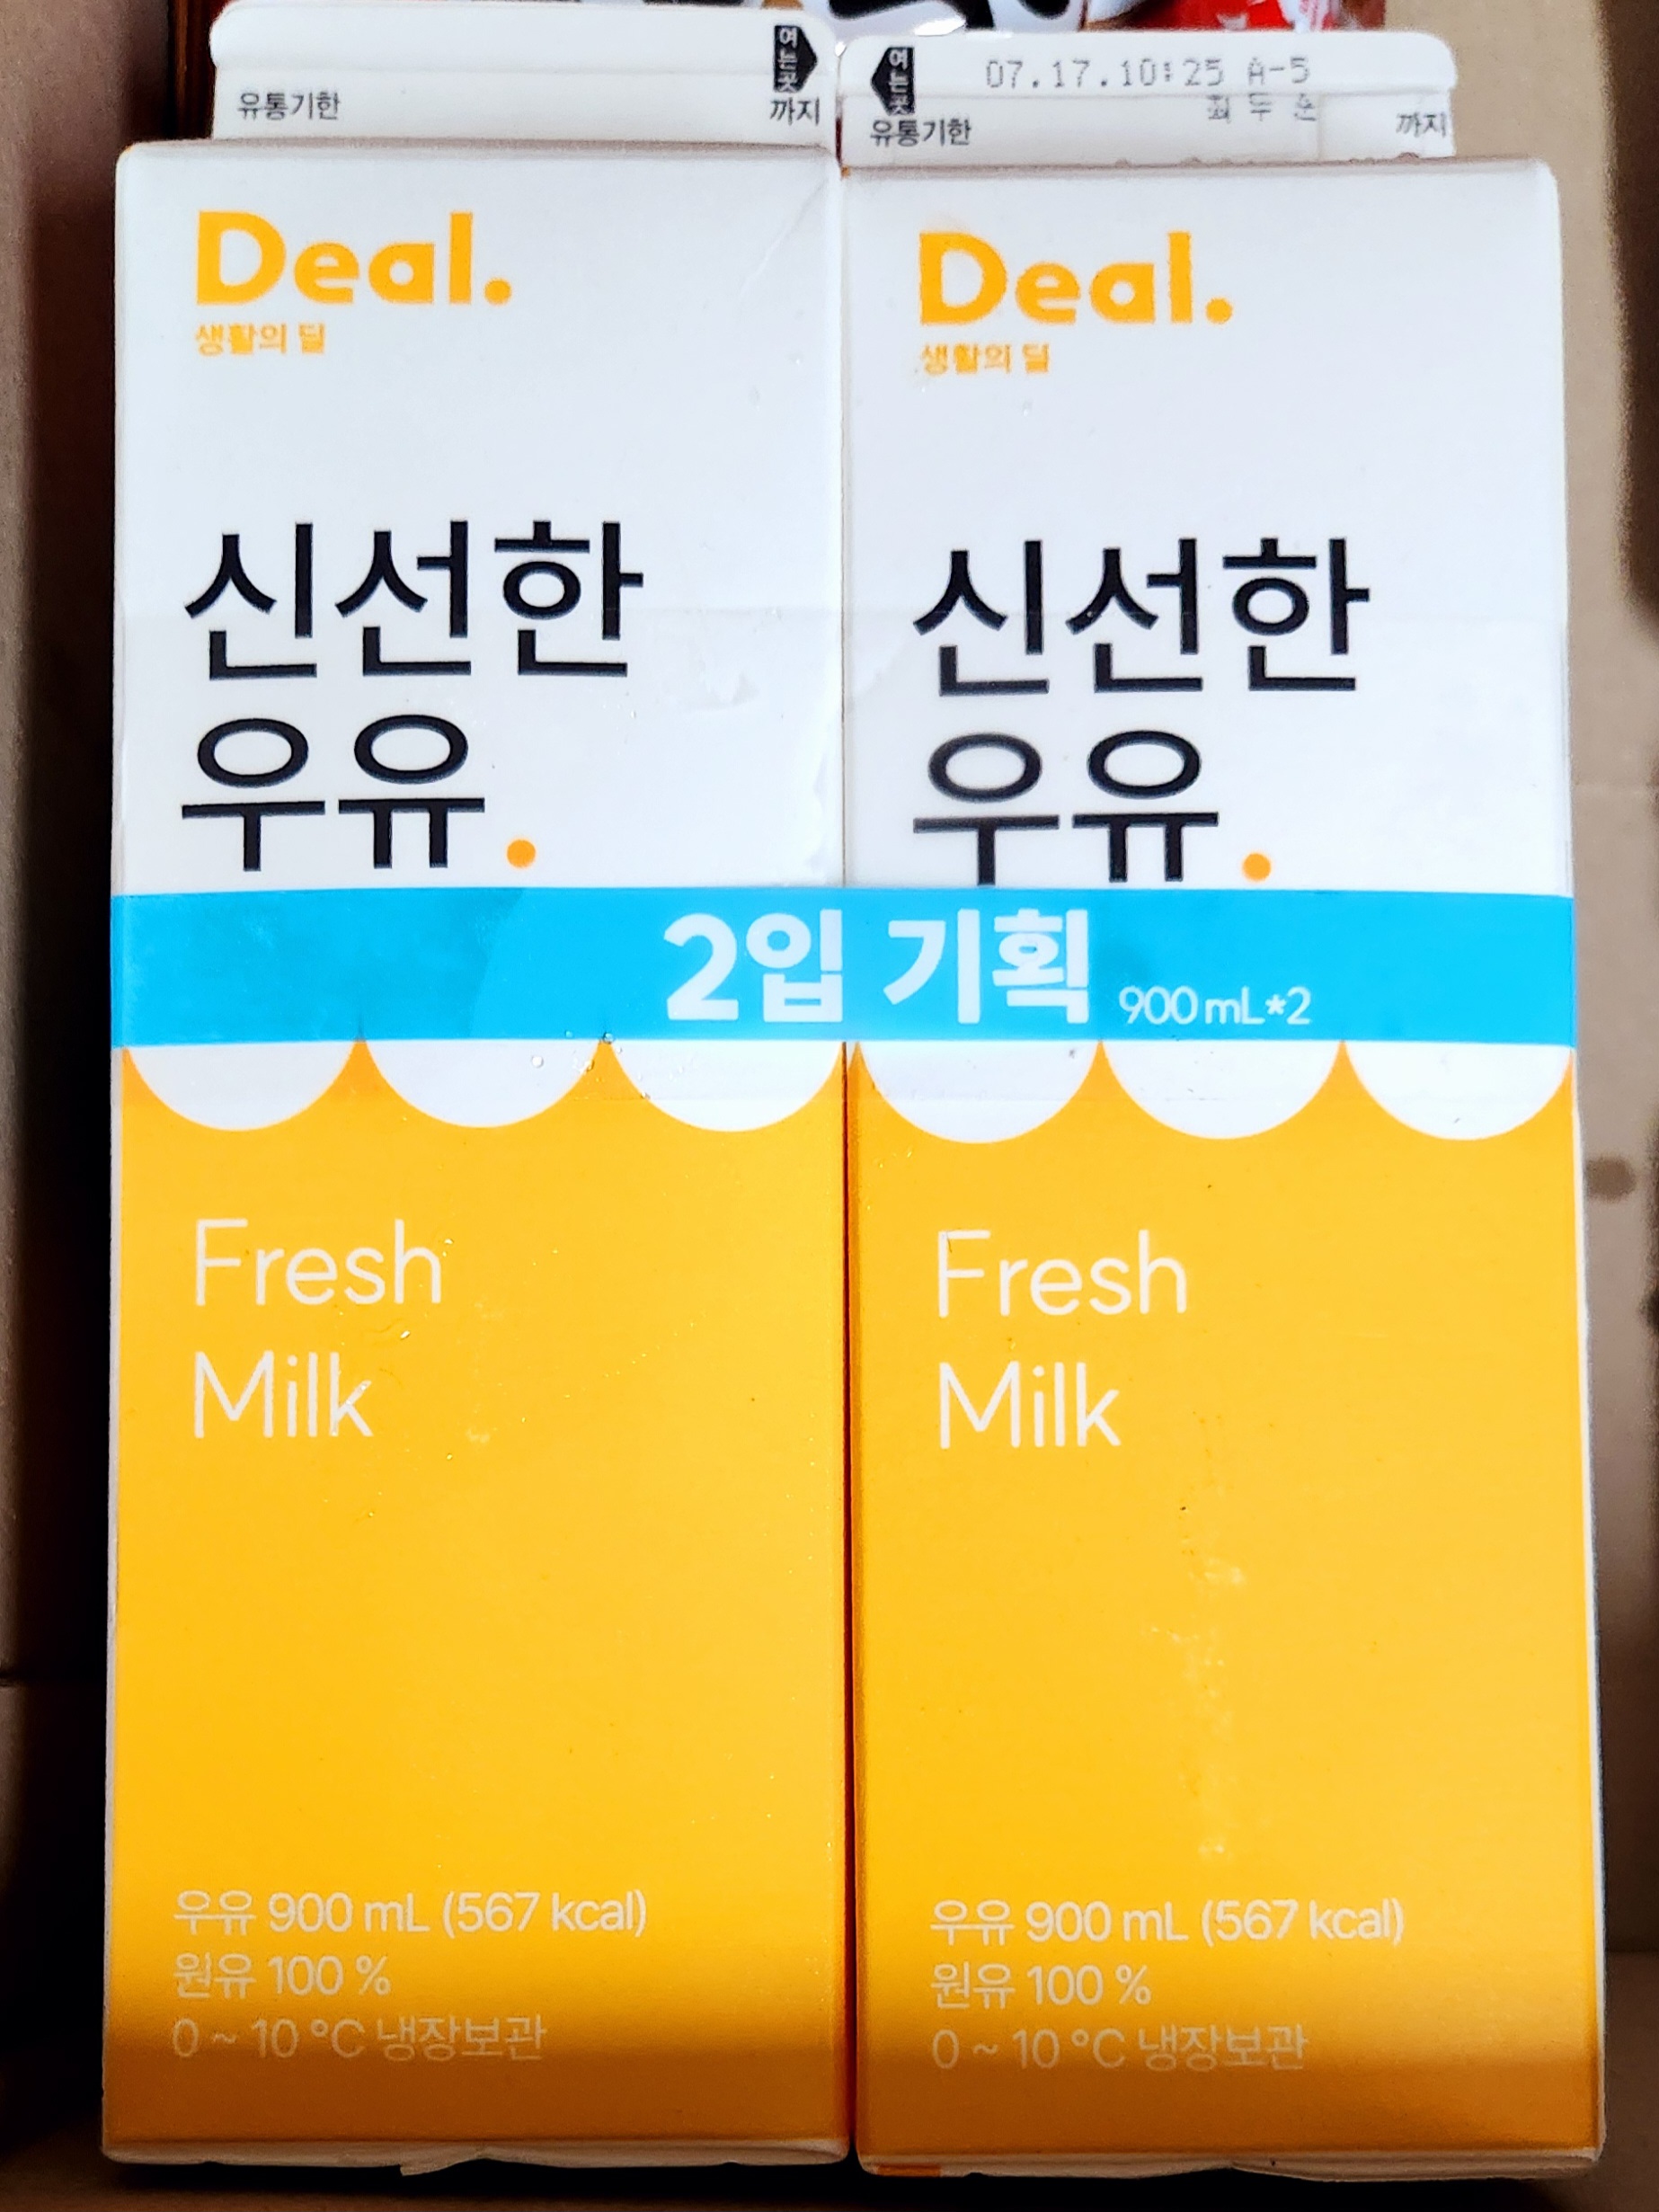 여는곳
유통기한
까지
Deal.
생활의 딜
신선한
우유.
여는곳
07.17.10:25 A-5
최두순
유통기한
까지
Deal.
생활의 딜
신선한
우유.
2입 기획 900 mL*2
Fresh
Milk
우유 900 mL (567 kcal)
원유 100 %
0 ~ 10 °C 냉장보관
Fresh
Milk
우유 900 mL (567 kcal)
원유 100 %
0 ~ 10 °C 냉장보관